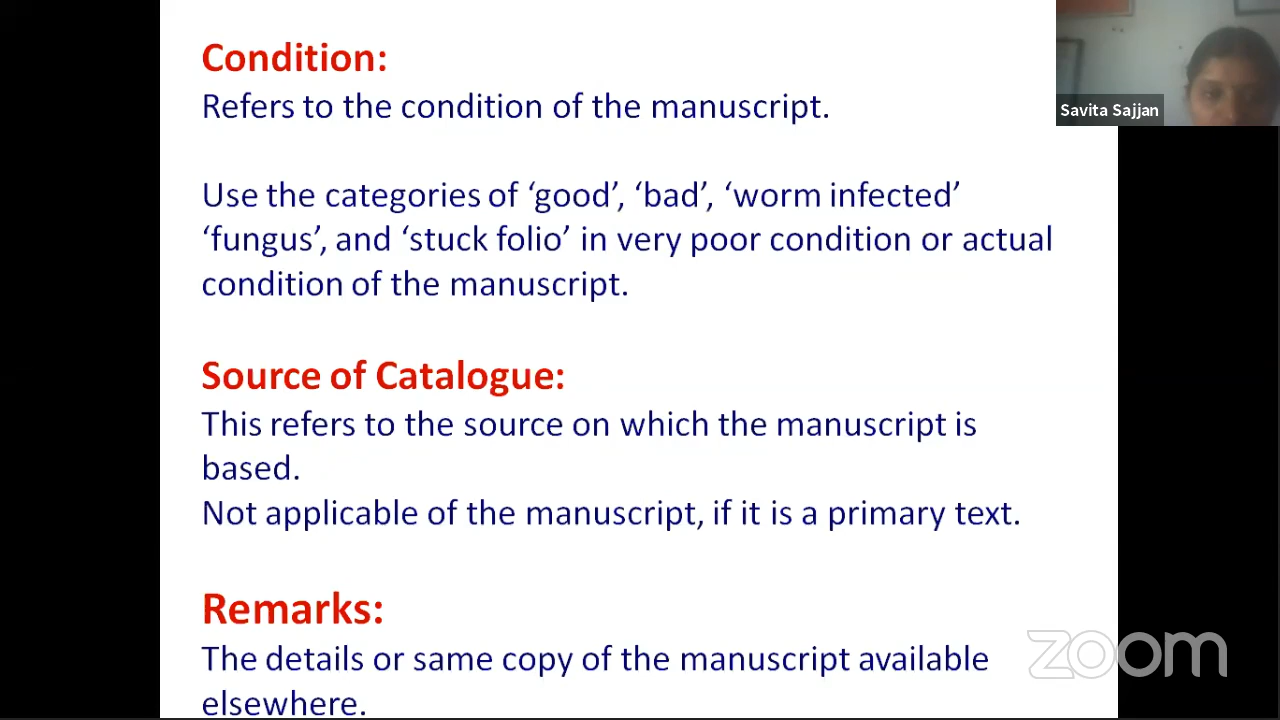 Condition:
Refers to the condition of the manuscript.
Savita Sajjan
Use the categories of ‘good’, ‘bad’, ‘worm infected’
‘fungus’, and ‘stuck folio’ in very poor condition or actual
condition of the manuscript.
Source of Catalogue:
This refers to the source on which the manuscript is
based.
Not applicable of the manuscript, if it is a primary text.
Remarks:
The details or same copy of the manuscript available
elsewhere.
zoom